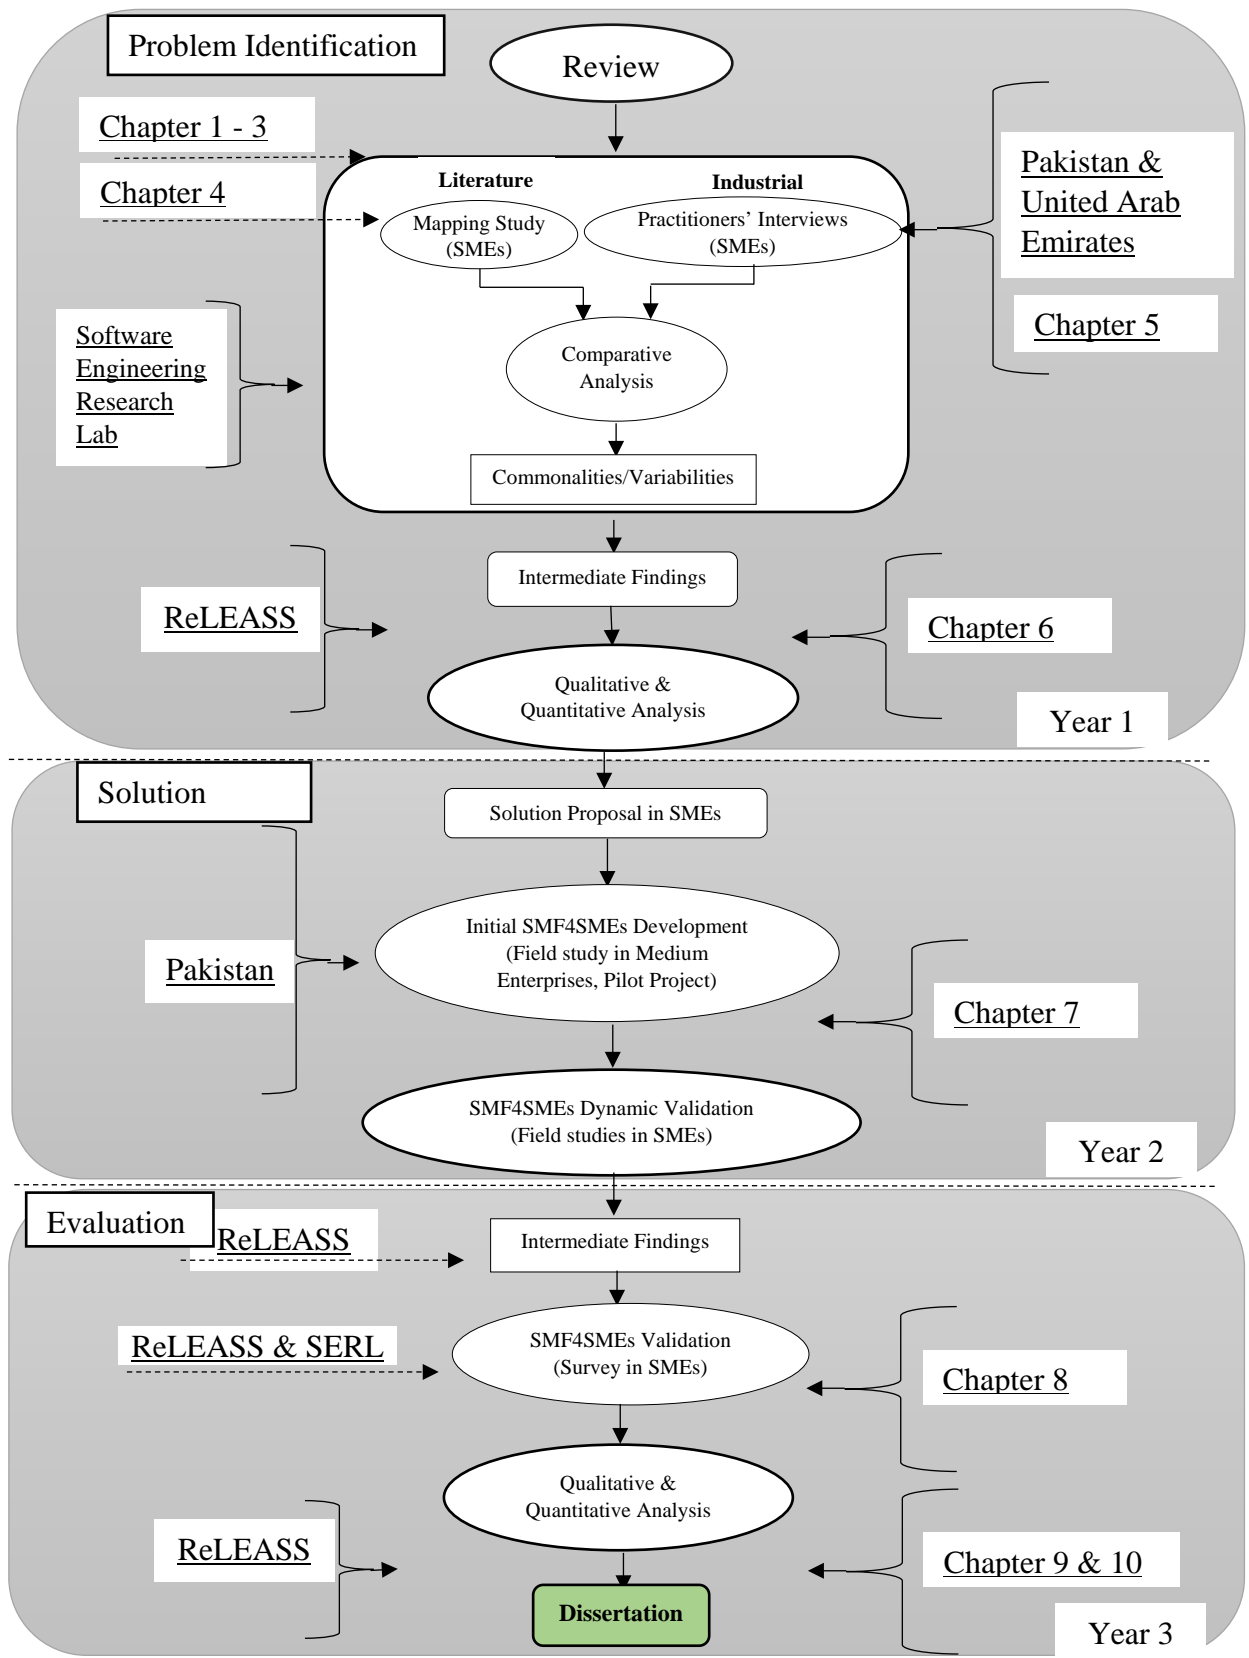 Problem Identification
Review
Chapter 1 - 3
Chapter 4
Literature
Industrial
Mapping Study
(SMEs)
Practitioners’ Interviews
(SMEs)
Pakistan &
United Arab
Emirates
Chapter 5
Software
Engineering
Research
Lab
Comparative
Analysis
Commonalities/Variabilities
Intermediate Findings
ReLEASS
Chapter 6
Qualitative &
Quantitative Analysis
Year 1
Solution
Solution Proposal in SMEs
Initial SMF4SMEs Development
(Field study in Medium
Enterprises, Pilot Project)
Pakistan
Chapter 7
SMF4SMEs Dynamic Validation
(Field studies in SMEs)
Year 2
Evaluation
ReLEASS
Intermediate Findings
ReLEASS & SERL
SMF4SMEs Validation
(Survey in SMEs)
Chapter 8
Qualitative &
Quantitative Analysis
ReLEASS
Chapter 9 & 10
Dissertation
Year 3